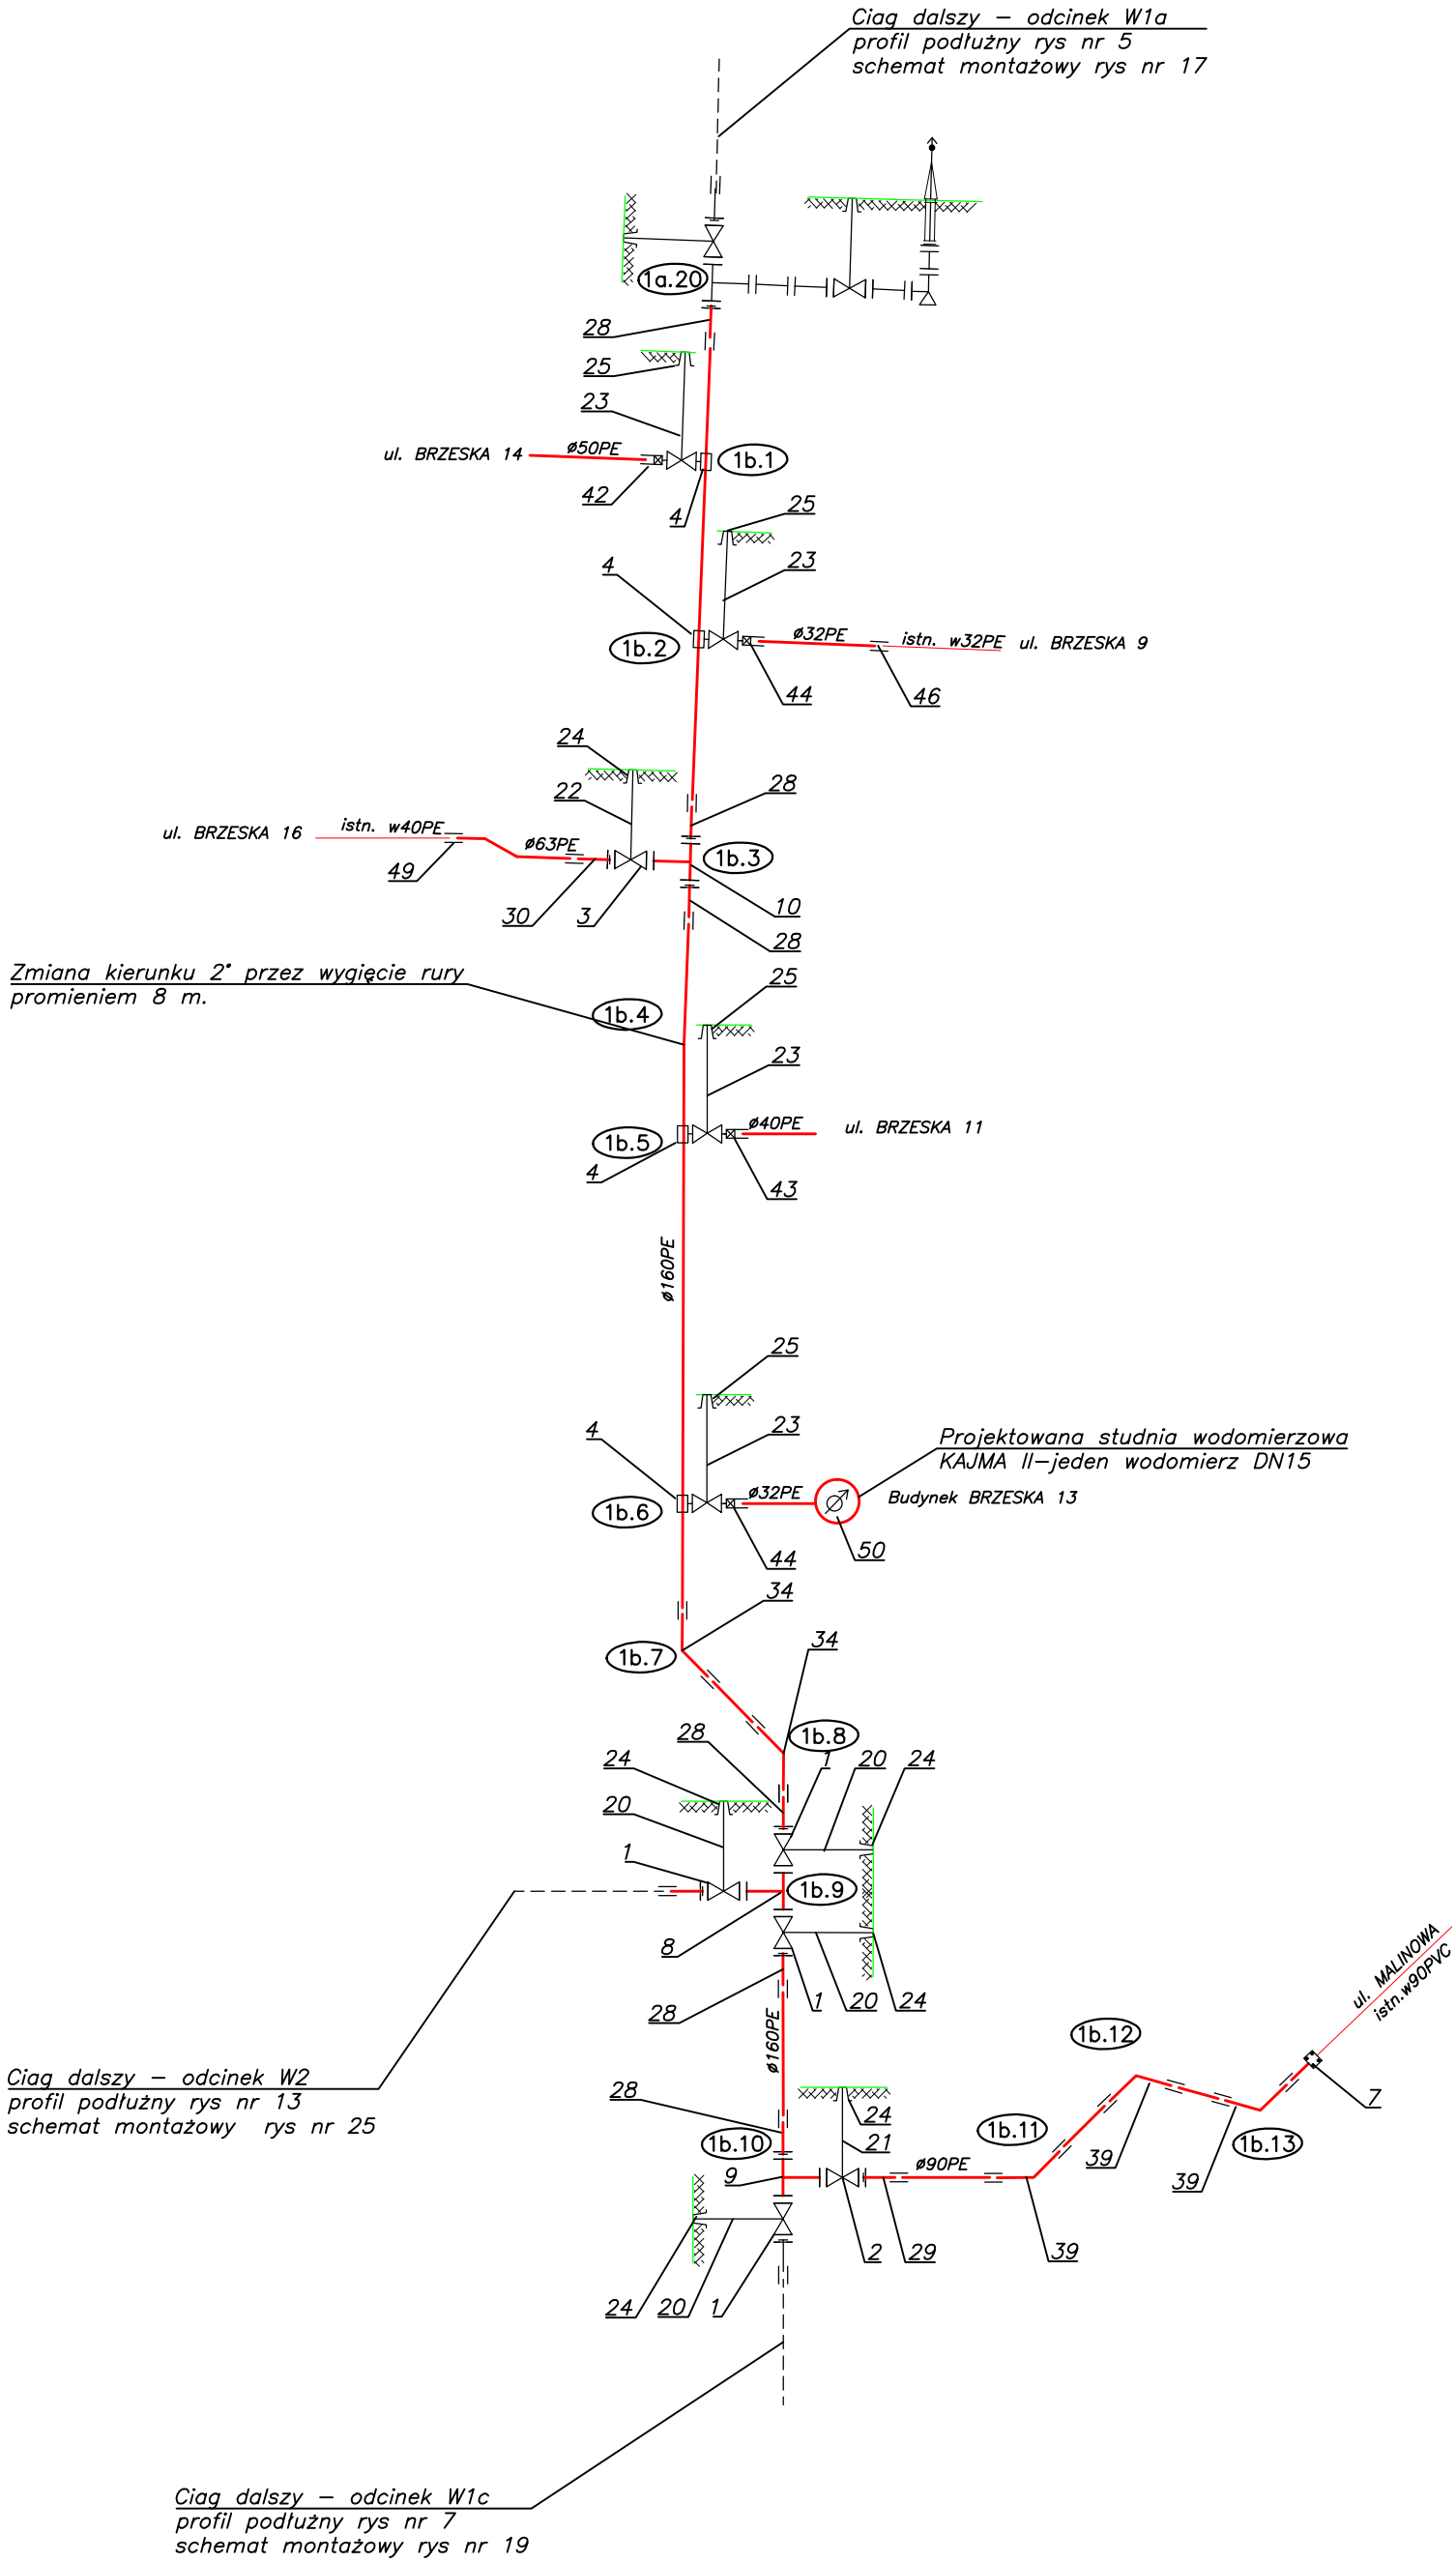 Ciag dalszy – odcinek W1a
profil podłużny rys nr 5
schemat montażowy rys nr 17
1a.20
28
25
23
ul. BRZESKA 14
ø50PE
1b.1
42
4
25
4
23
1b.2
ø32PE
istn. w32PE
ul. BRZESKA 9
44
46
24
22
28
ul. BRZESKA 16
istn. w40PE
ø63PE
1b.3
49
30
3
10
28
Zmiana kierunku 2° przez wygięcie rury
promieniem 8 m.
25
1b.4
23
1b.5
ø40PE
ul. BRZESKA 11
4
43
ø160PE
25
4
23
Projektowana studnia wodomierzowa
KAJMA II–jeden wodomierz DN15
1b.6
ø32PE
Budynek BRZESKA 13
44
50
34
1b.7
34
28
1b.8
24
1
20
24
20
1
1b.9
8
28
1
20
24
ul. MALINOWA
istn.w90PVC
ø160PE
1b.12
Ciag dalszy – odcinek W2
profil podłużny rys nr 13
schemat montażowy rys nr 25
28
24
7
1b.10
21
1b.11
39
1b.13
9
ø90PE
39
2
29
39
24
20
1
Ciag dalszy – odcinek W1c
profil podłużny rys nr 7
schemat montażowy rys nr 19